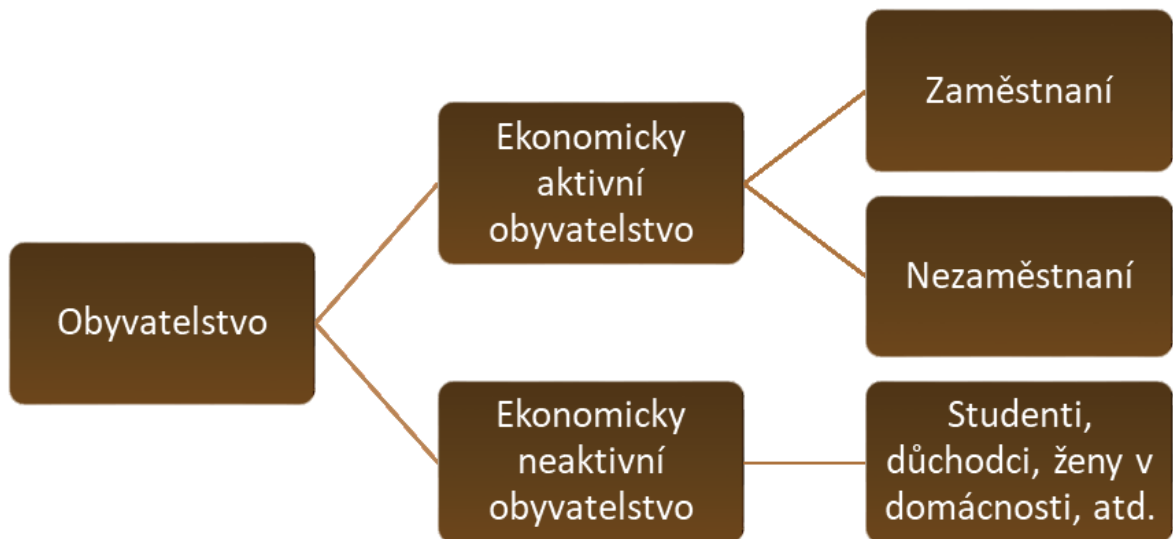 Obyvatelstvo
Ekonomicky
aktivní
obyvatelstvo
Zaměstnaní
Nezaměstnaní
Ekonomicky
neaktivní
obyvatelstvo
Studenti,
důchodci, ženy v
domácnosti, atd.